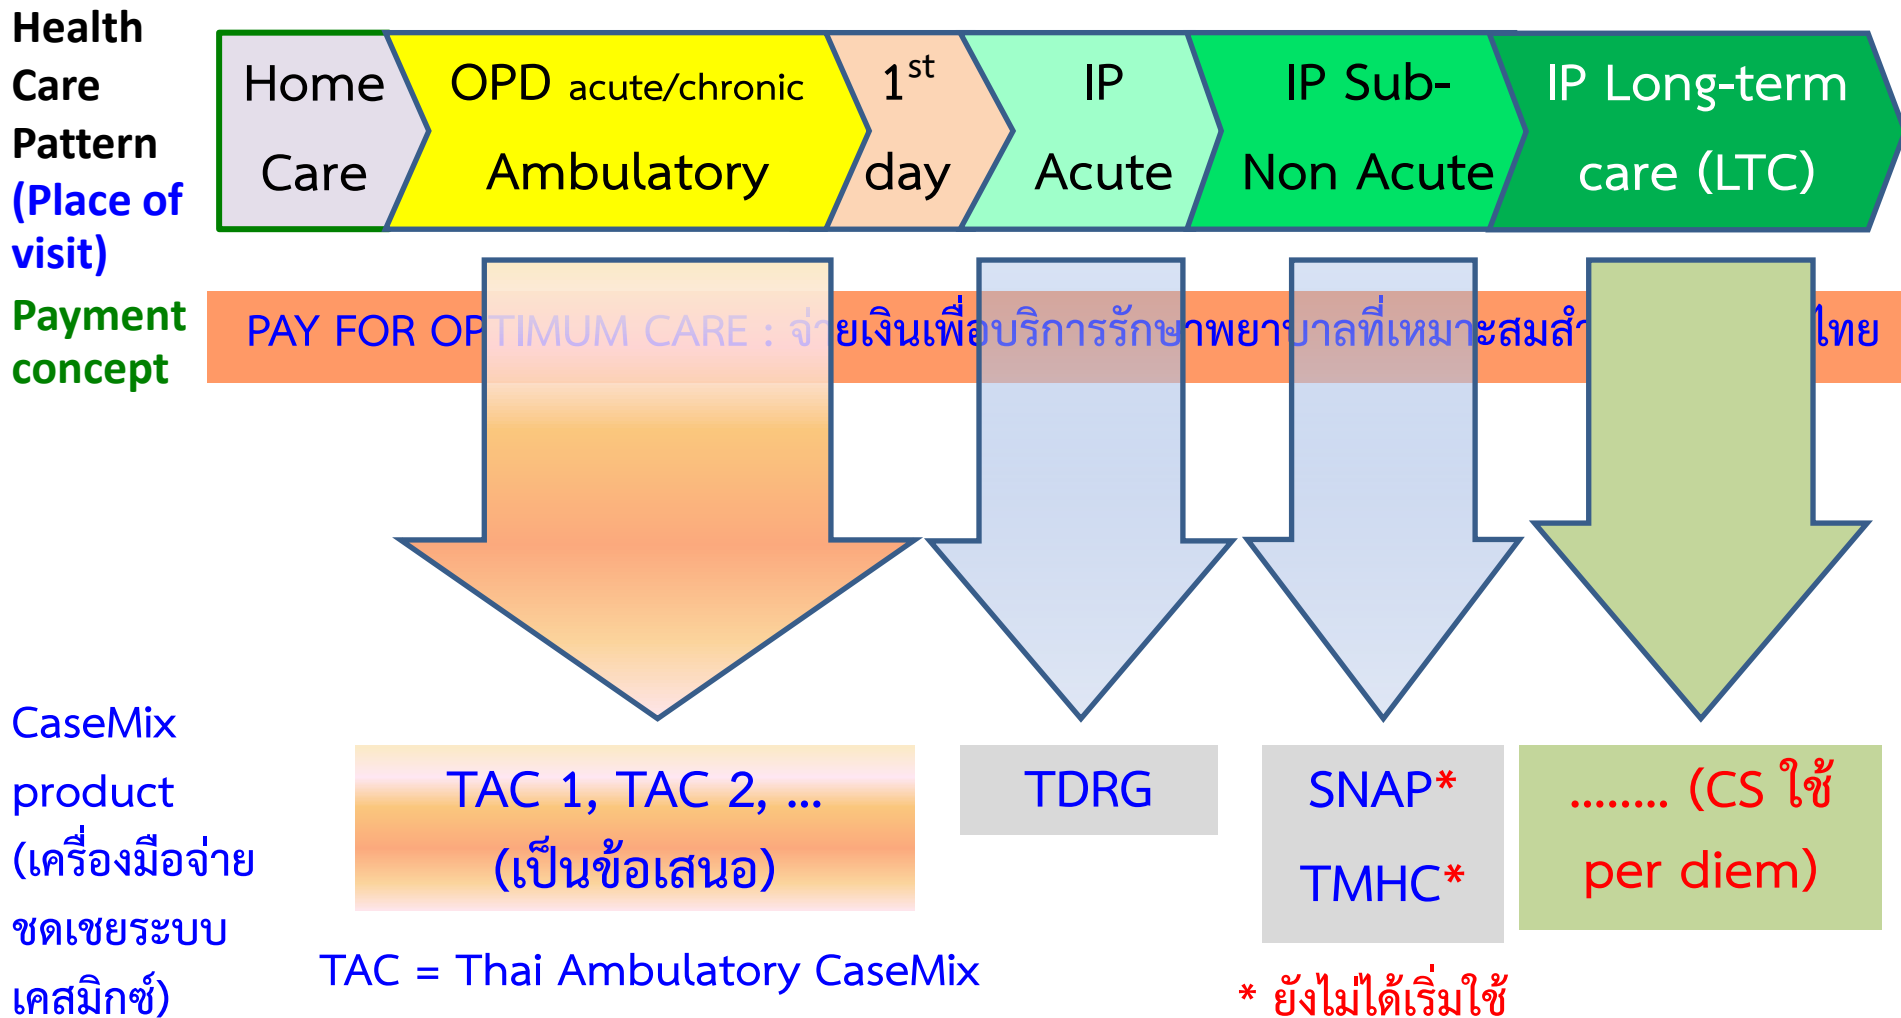 Health
Care
Pattern
(Place of
visit)
Home
Care
OPD acute/chronic
Ambulatory
1st
day
IP
Acute
IP Sub-
Non Acute
IP Long-term
care (LTC)
Payment
concept
PAY FOR OPTIMUM CARE : จ่ายเงินเพื่อบริการรักษาพยาบาลที่เหมาะสมสำ ไทย
CaseMix
product
(เครื่องมือจ่าย
ชดเชยระบบ
เคสมิกซ์)
TAC 1, TAC 2, ...
(เป็นข้อเสนอ)
TDRG
SNAP*
TMHC*
........ (CS ใช้
per diem)
TAC = Thai Ambulatory CaseMix
* ยังไม่ได้เริ่มใช้